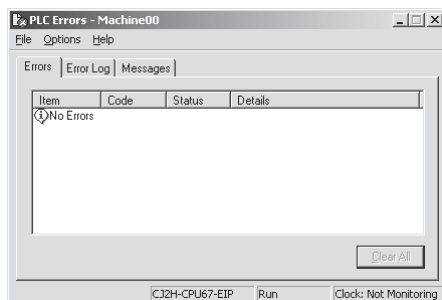 PLC Errors - Machine00
File Options Help
Errors Error Log Messages
Item Code Status Details
No Errors
Clear All
CJ2H-CPU67-EIP Run Clock: Not Monitoring